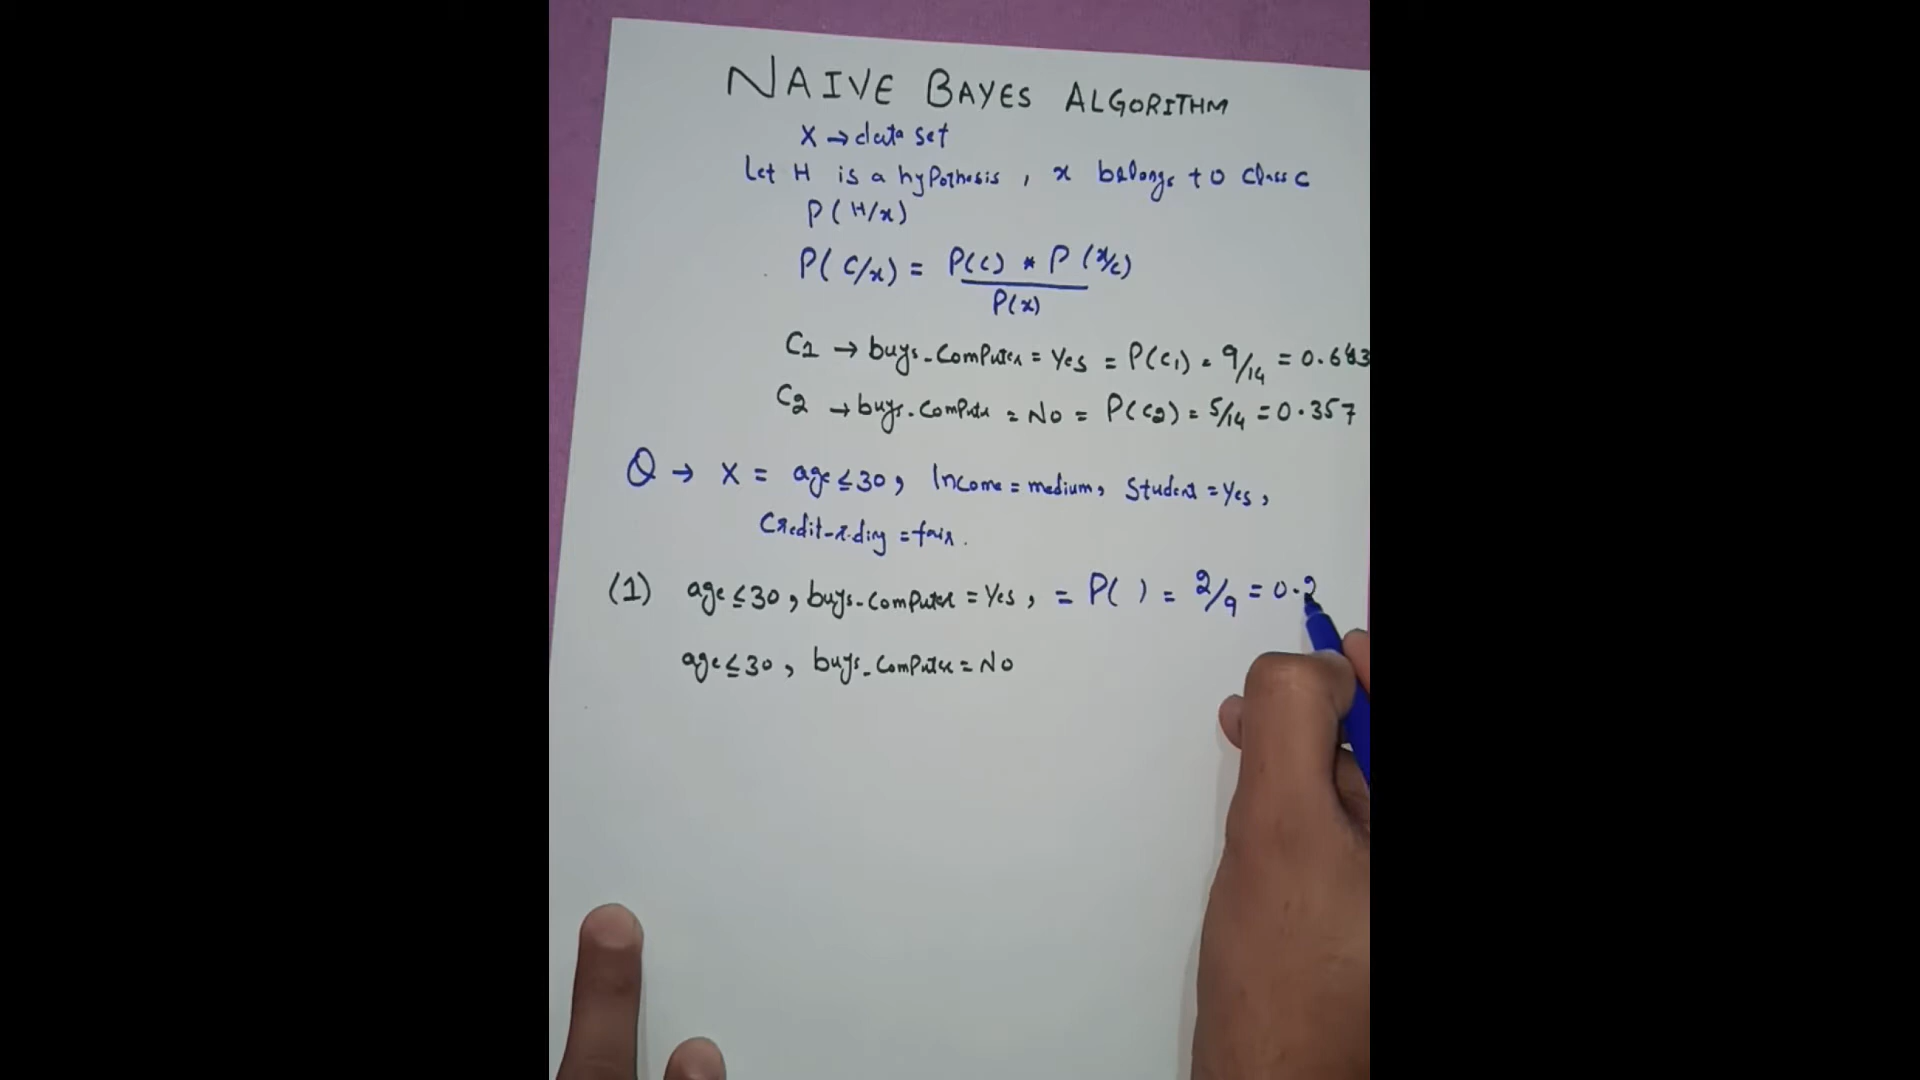 NAIVE BAYES ALGORITHM
X → data set
Let H is a hypothesis, x belongs to class C
P(H/x)
P(C/x) = P(C) * P(x/c)
P(x)
C1 → buys_computer = Yes = P(C1) = 9/14 = 0.643
C2 → buys_compute = No = P(C2) = 5/14 = 0.357
Q → X = age ≤ 30, Income = medium, Student = Yes,
Credit = fair.
(1) age ≤ 30, buys_computer = Yes, = P( ) = 2/9 = 0.2
age ≤ 30, buys_computer = No